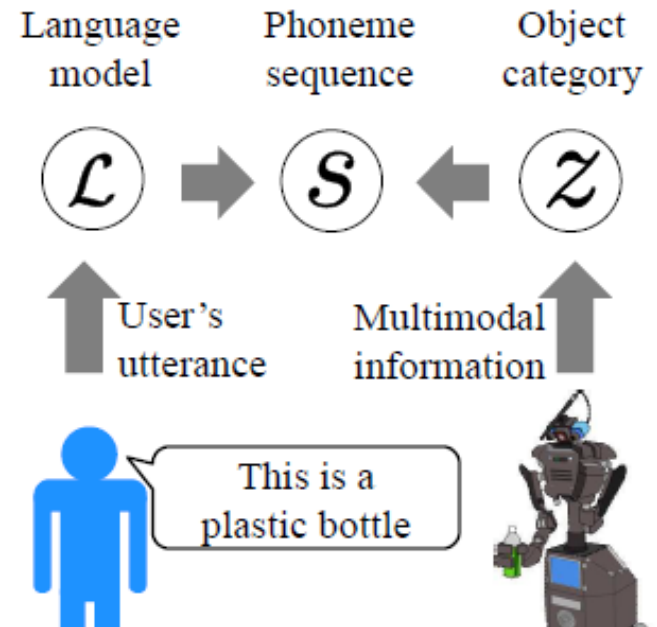 Language
model
Phoneme
sequence
Object
category
ℒ
S
Z
User's
utterance
Multimodal
information
This is a
plastic bottle